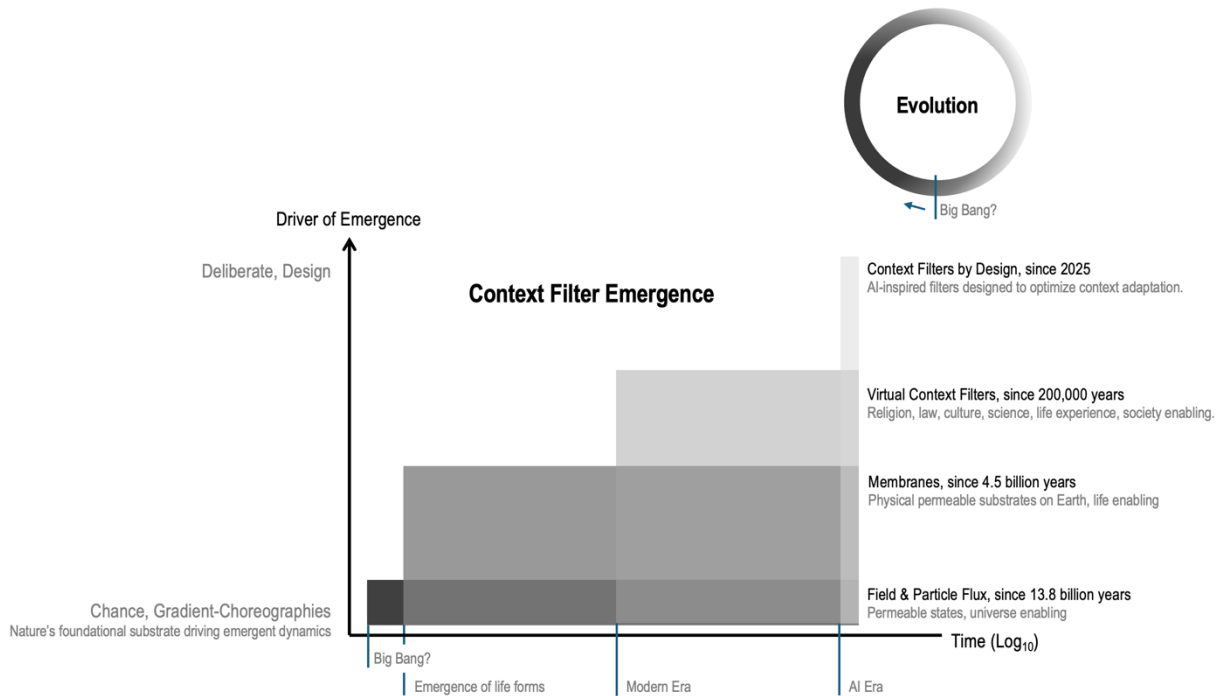 Evolution
Big Bang?
Driver of Emergence
Deliberate, Design
Context Filter Emergence
Context Filters by Design, since 2025
AI-inspired filters designed to optimize context adaptation.
Virtual Context Filters, since 200,000 years
Religion, law, culture, science, life experience, society enabling.
Membranes, since 4.5 billion years
Physical permeable substrates on Earth, life enabling
Chance, Gradient-Choreographies
Nature's foundational substrate driving emergent dynamics
Field & Particle Flux, since 13.8 billion years
Permeable states, universe enabling
Time (Log₁₀)
Big Bang?
Emergence of life forms
Modern Era
AI Era